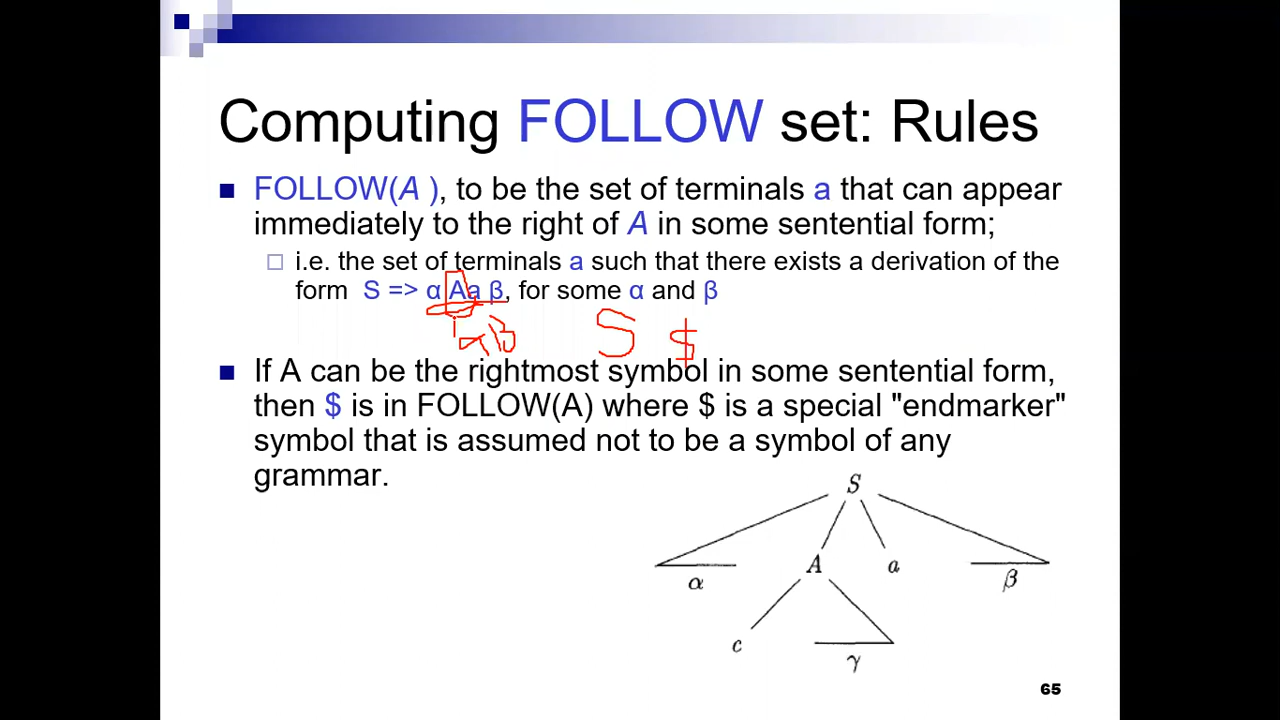 Computing FOLLOW set: Rules
FOLLOW(A ), to be the set of terminals a that can appear
immediately to the right of A in some sentential form;
i.e. the set of terminals a such that there exists a derivation of the
form S => α Aa β, for some α and β
S $
If A can be the rightmost symbol in some sentential form,
then $ is in FOLLOW(A) where $ is a special "endmarker"
symbol that is assumed not to be a symbol of any
grammar.
S
α A a β
c γ
65